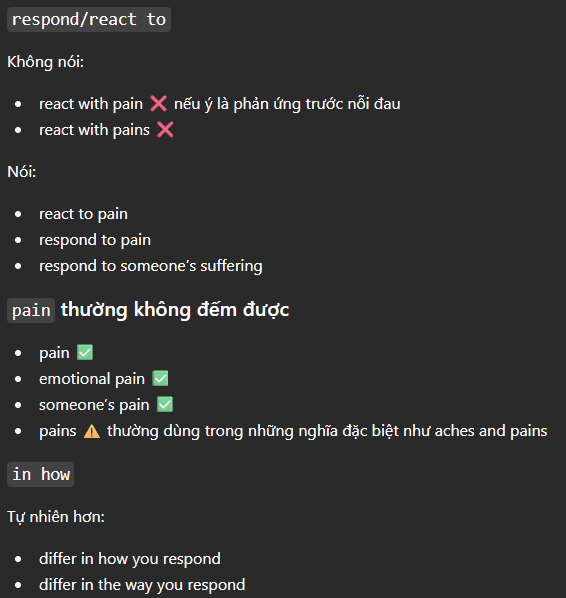 respond/react to
Không nói:
• react with pain ❌ nếu ý là phản ứng trước nỗi đau
• react with pains ❌
Nói:
• react to pain
• respond to pain
• respond to someone’s suffering
pain thường không đếm được
• pain ✅
• emotional pain ✅
• someone’s pain ✅
• pains ⚠️ thường dùng trong những nghĩa đặc biệt như aches and pains
in how
Tự nhiên hơn:
• differ in how you respond
• differ in the way you respond